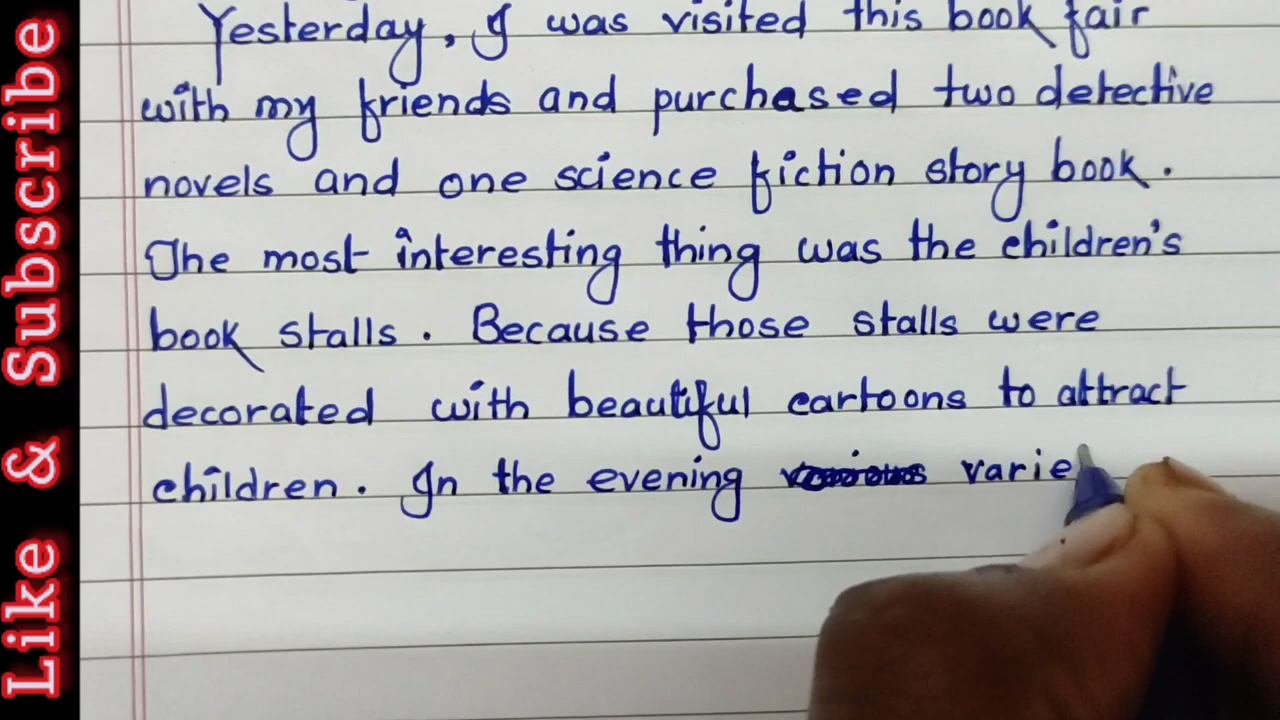 Like & Subscribe
Yesterday, I was visited this book fair
with my friends and purchased two detective
novels and one science fiction story book.
The most interesting thing was the children's
book stalls. Because those stalls were
decorated with beautiful cartoons to attract
children. In the evening varie